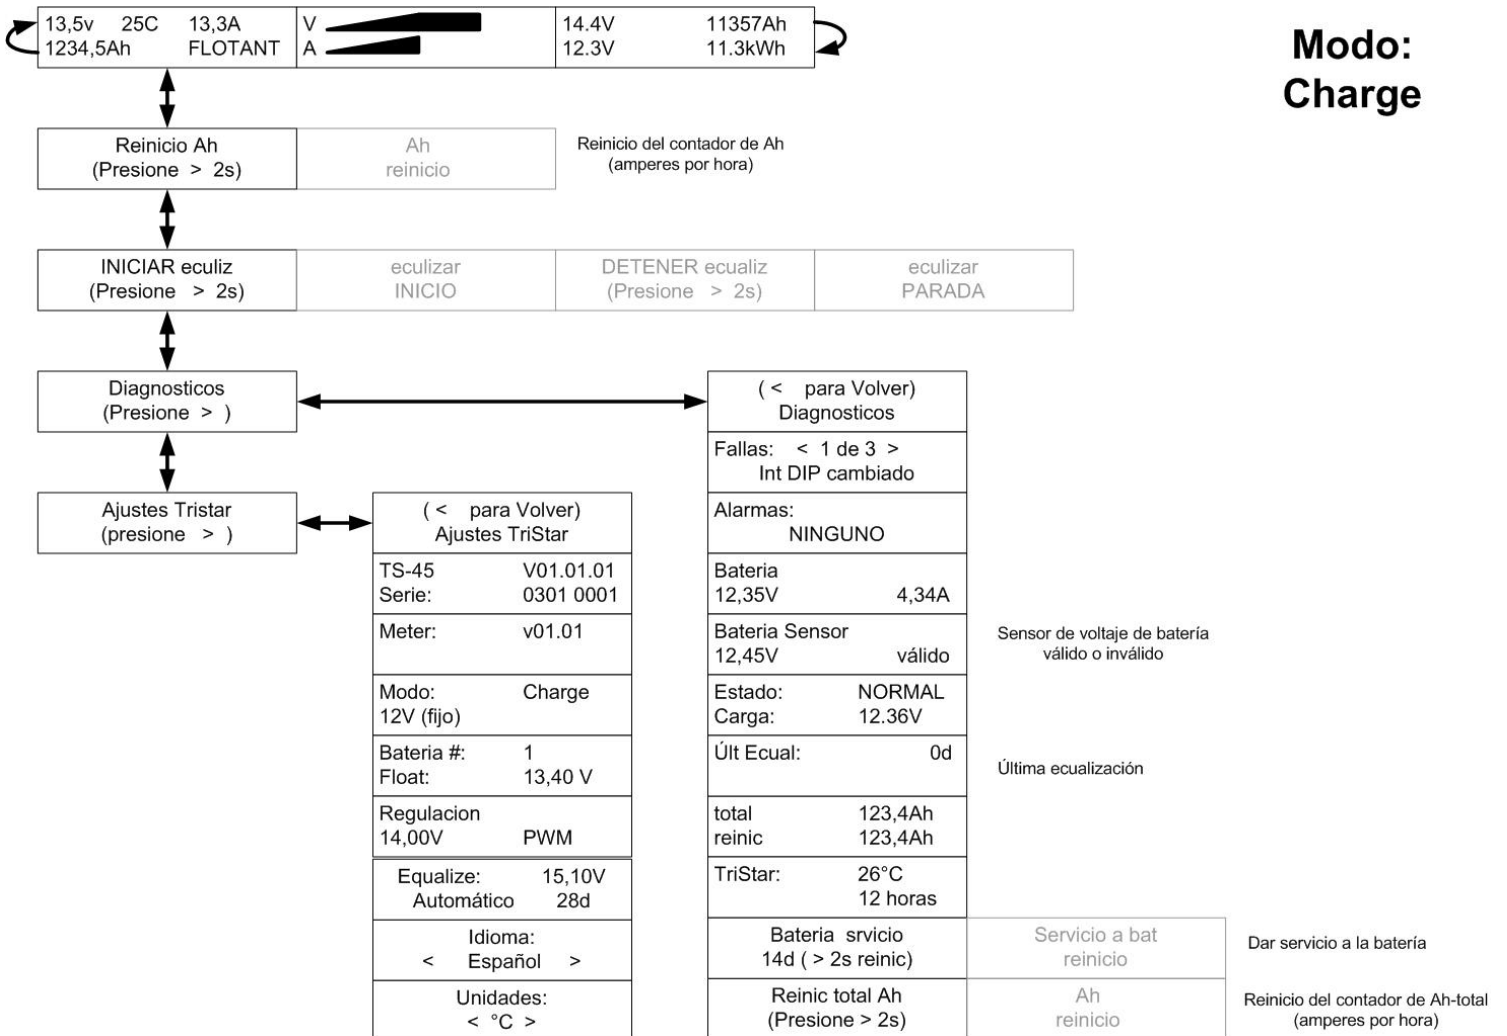 Modo:
Charge
13,5v 25C 13,3A
1234,5Ah FLOTANT
V
A
14.4V 11357Ah
12.3V 11.3kWh
Reinicio Ah
(Presione > 2s)
Ah
reinicio
Reinicio del contador de Ah
(amperes por hora)
INICIAR eculiz
(Presione > 2s)
eculizar
INICIO
DETENER ecualiz
(Presione > 2s)
eculizar
PARADA
Diagnosticos
(Presione > )
Ajustes Tristar
(presione > )
( < para Volver)
Ajustes TriStar
TS-45 V01.01.01
Serie: 0301 0001
Meter: v01.01
Modo: Charge
12V (fijo)
Bateria #: 1
Float: 13,40 V
Regulacion
14,00V PWM
Equalize: 15,10V
Automático 28d
Idioma:
< Español >
Unidades:
< °C >
( < para Volver)
Diagnosticos
Fallas: < 1 de 3 >
Int DIP cambiado
Alarmas:
NINGUNO
Bateria
12,35V 4,34A
Bateria Sensor
12,45V válido
Sensor de voltaje de batería
válido o inválido
Estado: NORMAL
Carga: 12.36V
Últ Ecual: 0d
Última ecualización
total 123,4Ah
reinic 123,4Ah
TriStar: 26°C
12 horas
Bateria srvicio
14d ( > 2s reinic)
Servicio a bat
reinicio
Dar servicio a la batería
Reinic total Ah
(Presione > 2s)
Ah
reinicio
Reinicio del contador de Ah-total
(amperes por hora)